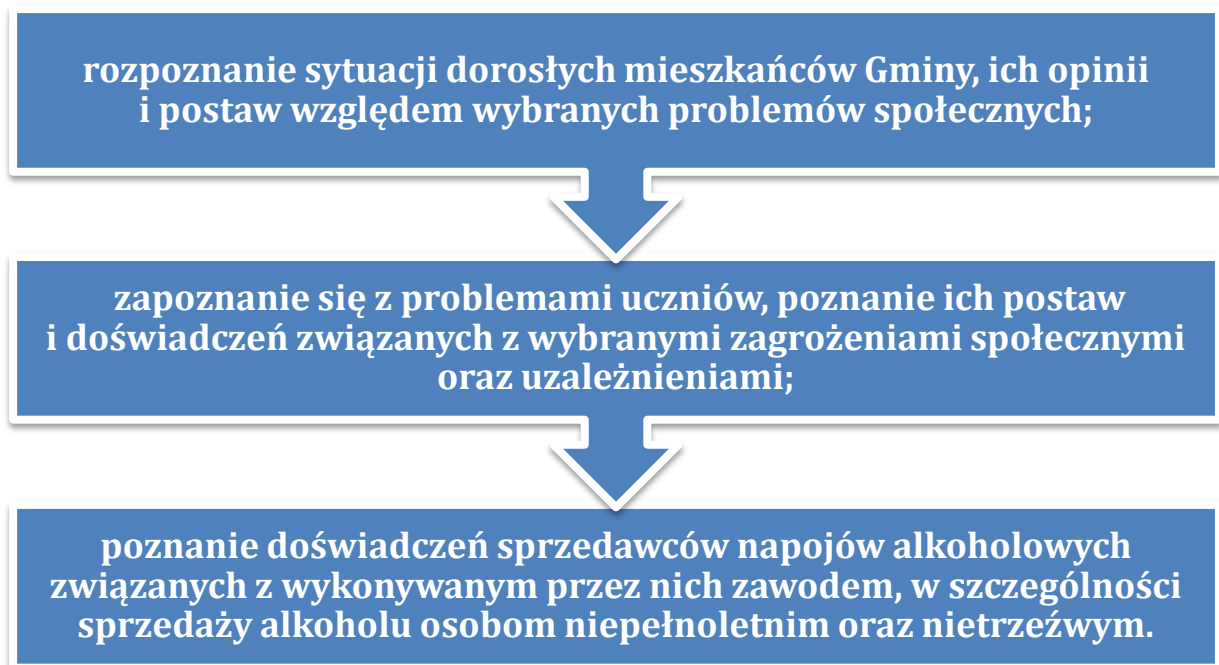 rozpoznanie sytuacji dorosłych mieszkańców Gminy, ich opinii
i postaw względem wybranych problemów społecznych;
zapoznanie się z problemami uczniów, poznanie ich postaw
i doświadczeń związanych z wybranymi zagrożeniami społecznymi
oraz uzależnieniami;
poznanie doświadczeń sprzedawców napojów alkoholowych
związanych z wykonywanym przez nich zawodem, w szczególności
sprzedaży alkoholu osobom niepełnoletnim oraz nietrzeźwym.